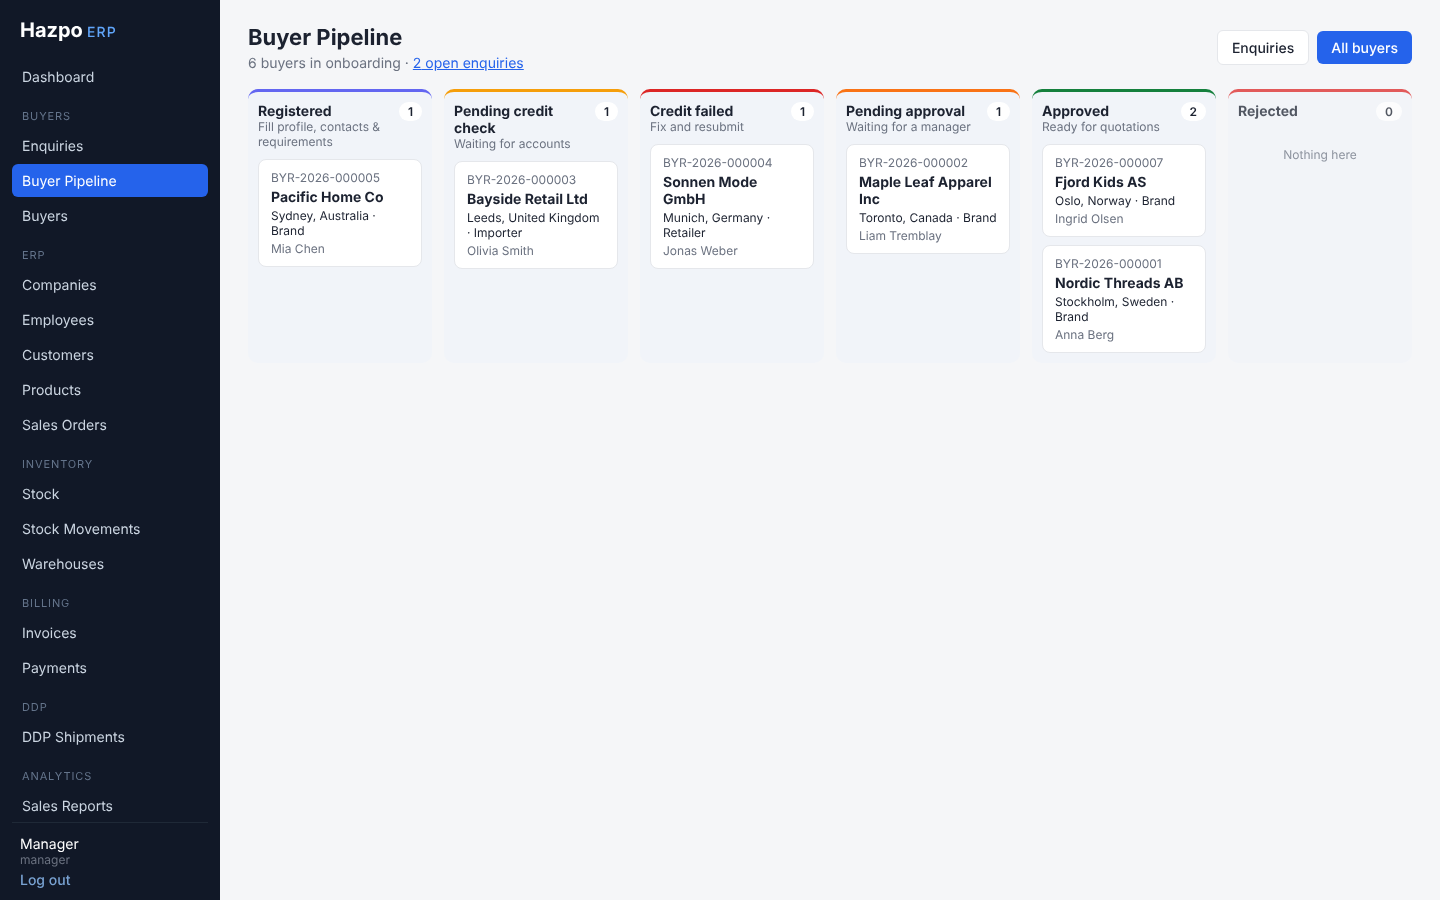 Hazpo ERP
Dashboard
BUYERS
Enquiries
Buyer Pipeline
Buyers
ERP
Companies
Employees
Customers
Products
Sales Orders
INVENTORY
Stock
Stock Movements
Warehouses
BILLING
Invoices
Payments
DDP
DDP Shipments
ANALYTICS
Sales Reports
Manager
manager
Log out
Buyer Pipeline
6 buyers in onboarding · 2 open enquiries
Enquiries
All buyers
Registered 1
Fill profile, contacts &
requirements
BYR-2026-000005
Pacific Home Co
Sydney, Australia ·
Brand
Mia Chen
Pending credit
check 1
Waiting for accounts
BYR-2026-000003
Bayside Retail Ltd
Leeds, United Kingdom
· Importer
Olivia Smith
Credit failed 1
Fix and resubmit
BYR-2026-000004
Sonnen Mode
GmbH
Munich, Germany ·
Retailer
Jonas Weber
Pending approval 1
Waiting for a manager
BYR-2026-000002
Maple Leaf Apparel
Inc
Toronto, Canada · Brand
Liam Tremblay
Approved 2
Ready for quotations
BYR-2026-000007
Fjord Kids AS
Oslo, Norway · Brand
Ingrid Olsen
BYR-2026-000001
Nordic Threads AB
Stockholm, Sweden ·
Brand
Anna Berg
Rejected 0
Nothing here